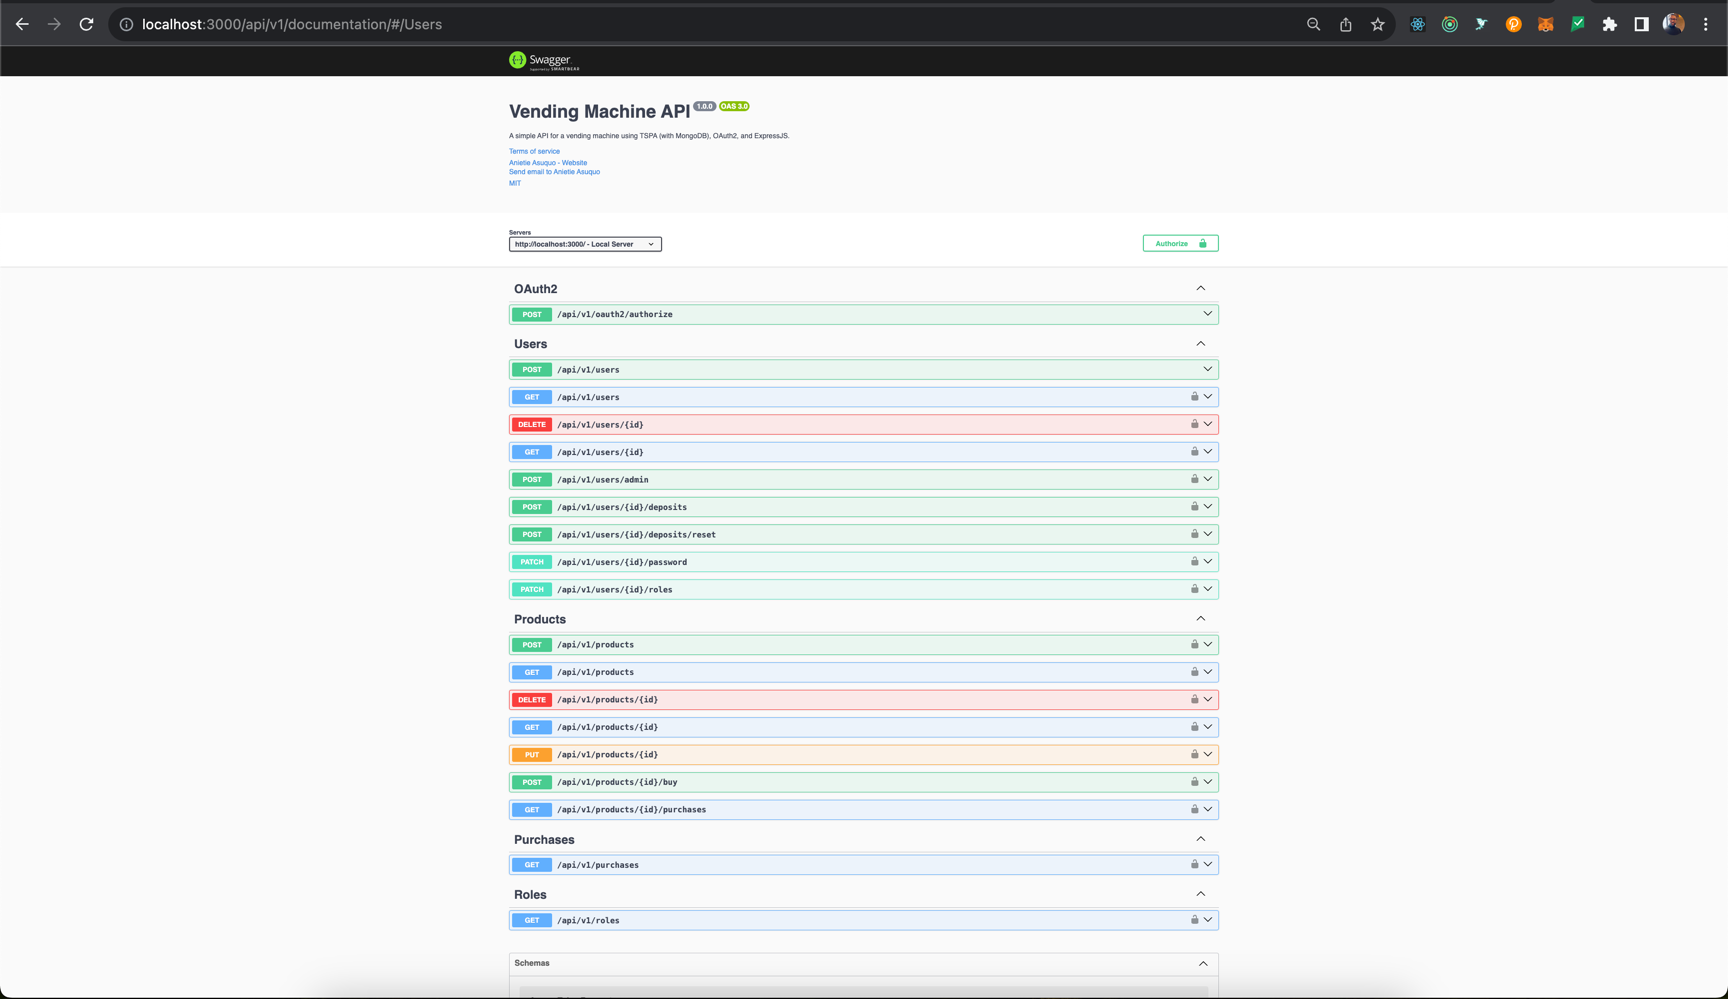 localhost:3000/api/v1/documentation/#/Users
Swagger
Supported by SMARTBEAR
Vending Machine API 1.0.0 OAS 3.0
A simple API for a vending machine using TSPA (with MongoDB), OAuth2, and ExpressJS.
Terms of service
Anietie Asuquo - Website
Send email to Anietie Asuquo
MIT
Servers
http://localhost:3000/ - Local Server
Authorize
OAuth2
POST /api/v1/oauth2/authorize
Users
POST /api/v1/users
GET /api/v1/users
DELETE /api/v1/users/{id}
GET /api/v1/users/{id}
POST /api/v1/users/admin
POST /api/v1/users/{id}/deposits
POST /api/v1/users/{id}/deposits/reset
PATCH /api/v1/users/{id}/password
PATCH /api/v1/users/{id}/roles
Products
POST /api/v1/products
GET /api/v1/products
DELETE /api/v1/products/{id}
GET /api/v1/products/{id}
PUT /api/v1/products/{id}
POST /api/v1/products/{id}/buy
GET /api/v1/products/{id}/purchases
Purchases
GET /api/v1/purchases
Roles
GET /api/v1/roles
Schemas